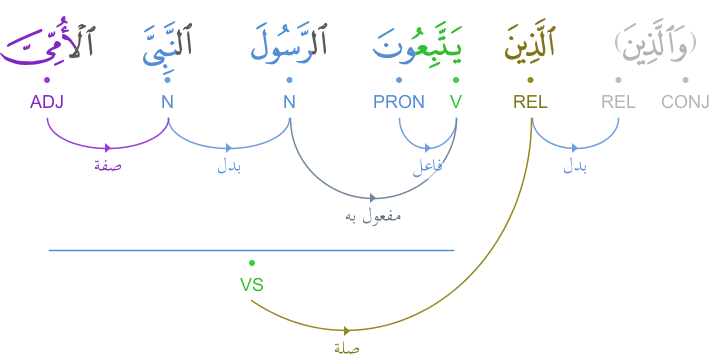 (وَٱلَّذِينَ) ٱلَّذِينَ يَتَّبِعُونَ ٱلرَّسُولَ ٱلنَّبِىَّ ٱلْأُمِّىَّ
CONJ REL REL V PRON N N ADJ
بدل فاعل بدل صفة
مفعول به
VS
صلة